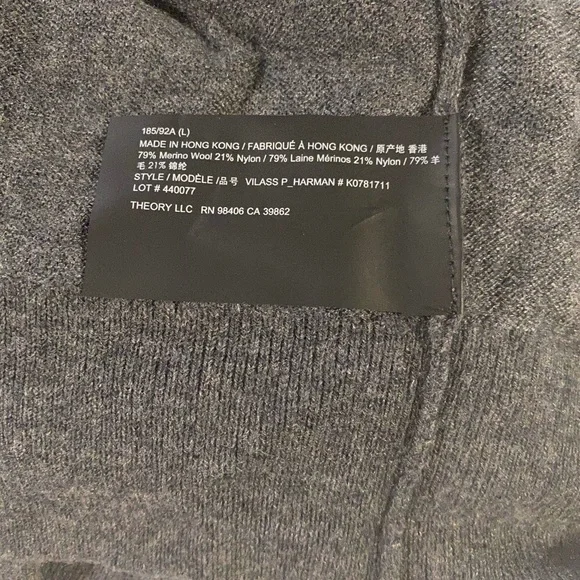 185/92A (L)
MADE IN HONG KONG / FABRIQUÉ À HONG KONG / 原产地 香港
79% Merino Wool 21% Nylon / 79% Laine Mérinos 21% Nylon / 79% 羊
毛 21% 锦纶
STYLE / MODÈLE /品号 VILASS P_HARMAN # K0781711
LOT # 440077
THEORY LLC RN 98406 CA 39862